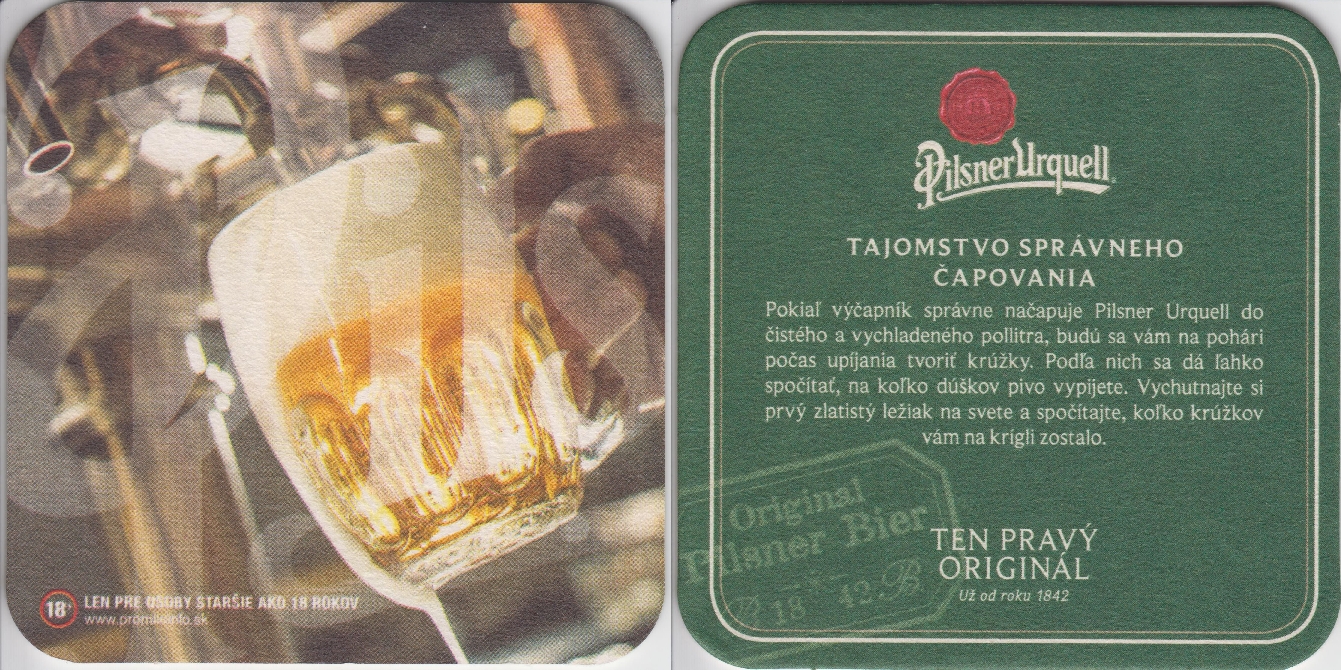 18+
LEN PRE OSOBY STARŠIE AKO 18 ROKOV
www.promileinfo.sk
Pilsner Urquell
TAJOMSTVO SPRÁVNEHO
ČAPOVANIA
Pokiaľ výčapník správne načapuje Pilsner Urquell do
čistého a vychladeného pollitra, budú sa vám na pohári
počas upíjania tvoriť krúžky. Podľa nich sa dá ľahko
spočítať, na koľko dúškov pivo vypijete. Vychutnajte si
prvý zlatistý ležiak na svete a spočítajte, koľko krúžkov
vám na krígli zostalo.
Original
Pilsner Bier
18 42. B
TEN PRAVÝ
ORIGINÁL
Už od roku 1842